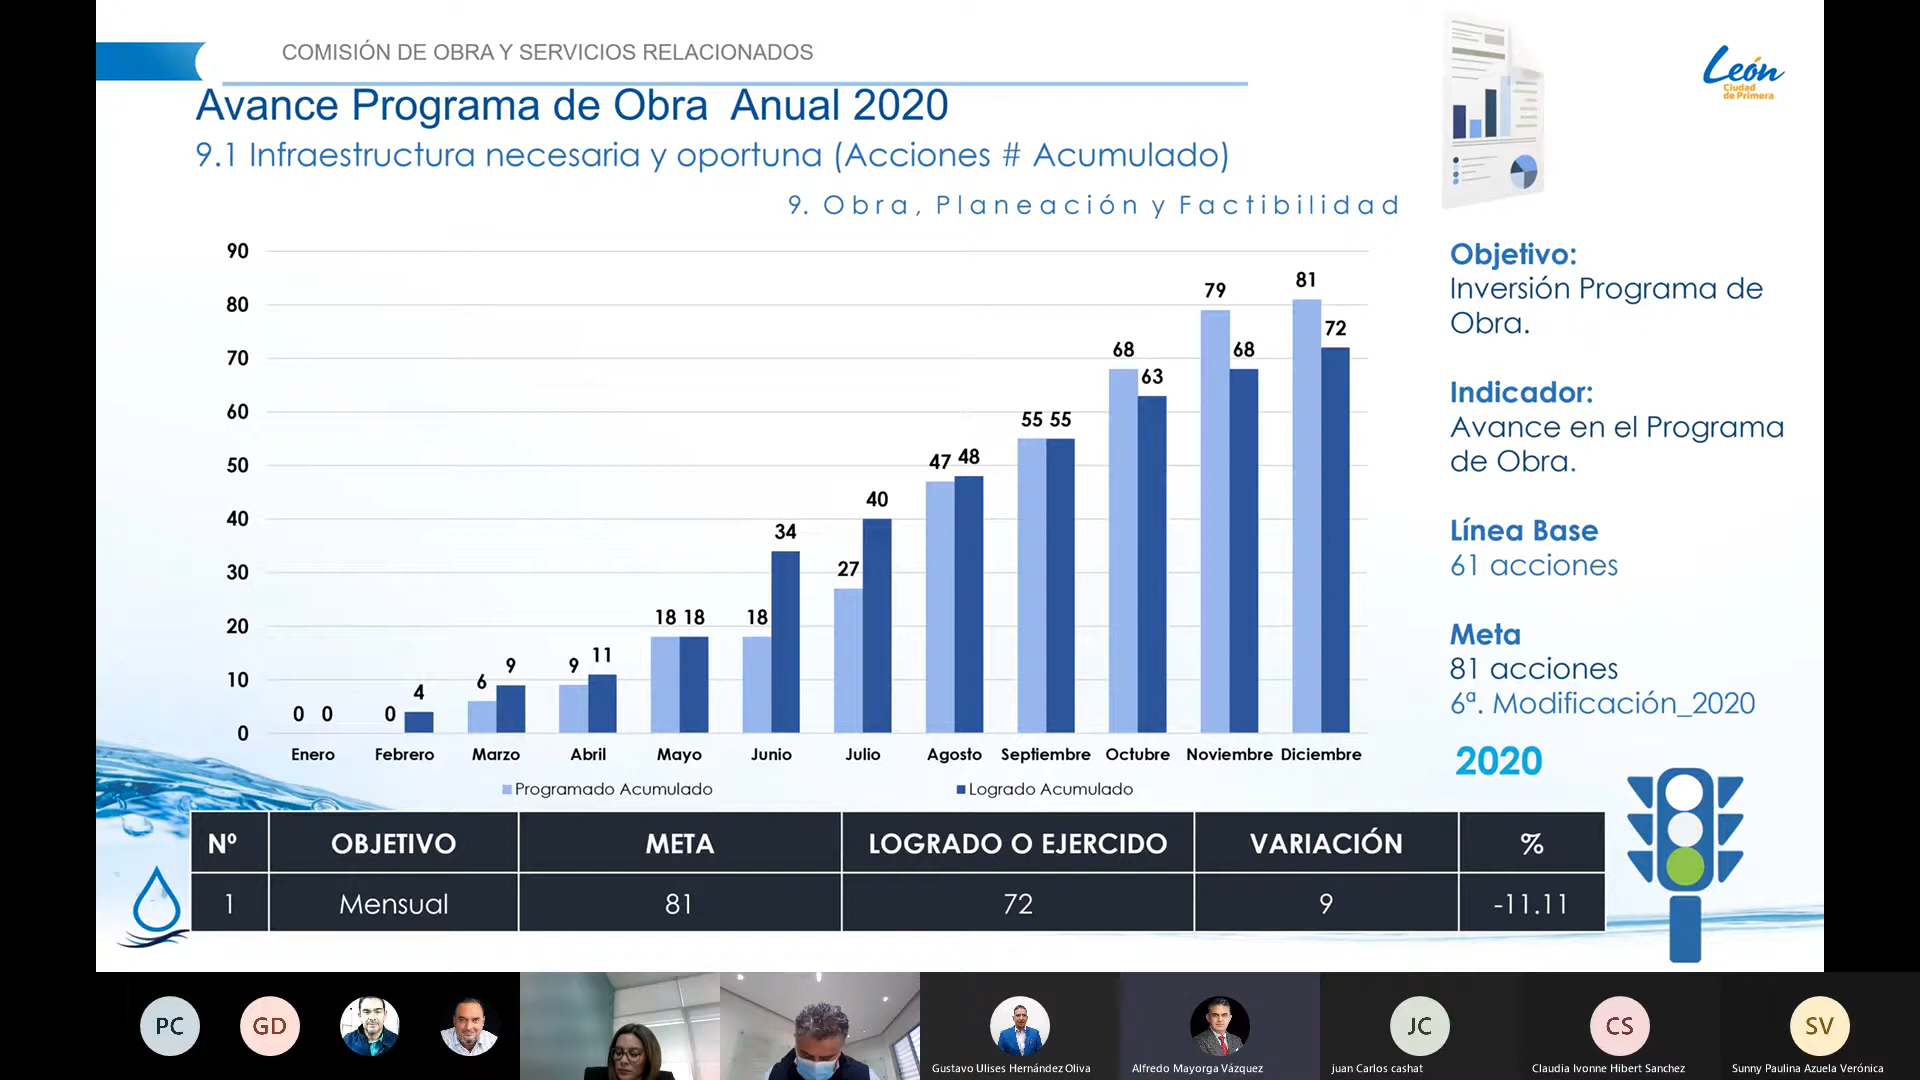 COMISIÓN DE OBRA Y SERVICIOS RELACIONADOS
León
Ciudad
de Primera
Avance Programa de Obra Anual 2020
9.1 Infraestructura necesaria y oportuna (Acciones # Acumulado)
9. Obra, Planeación y Factibilidad
90
80
70
60
50
40
30
20
10
0
0 0
0 4
6 9
9 11
18 18
18 34
27 40
47 48
55 55
68 63
79 68
81 72
Enero Febrero Marzo Abril Mayo Junio Julio Agosto Septiembre Octubre Noviembre Diciembre
Programado Acumulado Logrado Acumulado
Objetivo:
Inversión Programa de
Obra.
Indicador:
Avance en el Programa
de Obra.
Línea Base
61 acciones
Meta
81 acciones
6ª. Modificación_2020
2020
Nº OBJETIVO META LOGRADO O EJERCIDO VARIACIÓN %
1 Mensual 81 72 9 -11.11
PC GD JC CS SV
Gustavo Ulises Hernández Oliva Alfredo Mayorga Vázquez juan Carlos cashat Claudia Ivonne Hibert Sanchez Sunny Paulina Azuela Verónica